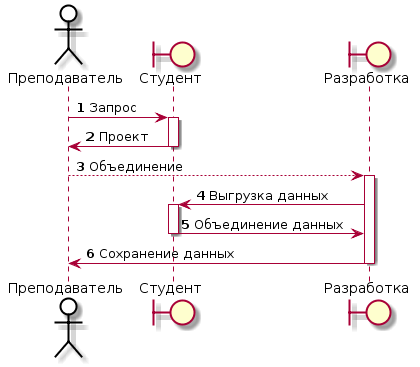 Преподаватель Студент Разработка
1 Запрос
2 Проект
3 Объединение
4 Выгрузка данных
5 Объединение данных
6 Сохранение данных
Преподаватель Студент Разработка